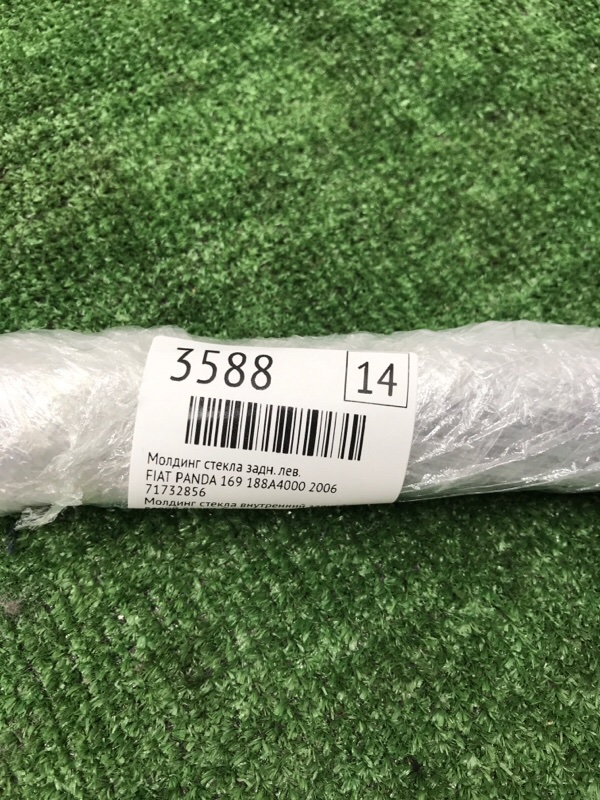 3588
14
Молдинг стекла задн. лев.
FIAT PANDA 169 188A4000 2006
71732856
Молдинг стекла внутренний